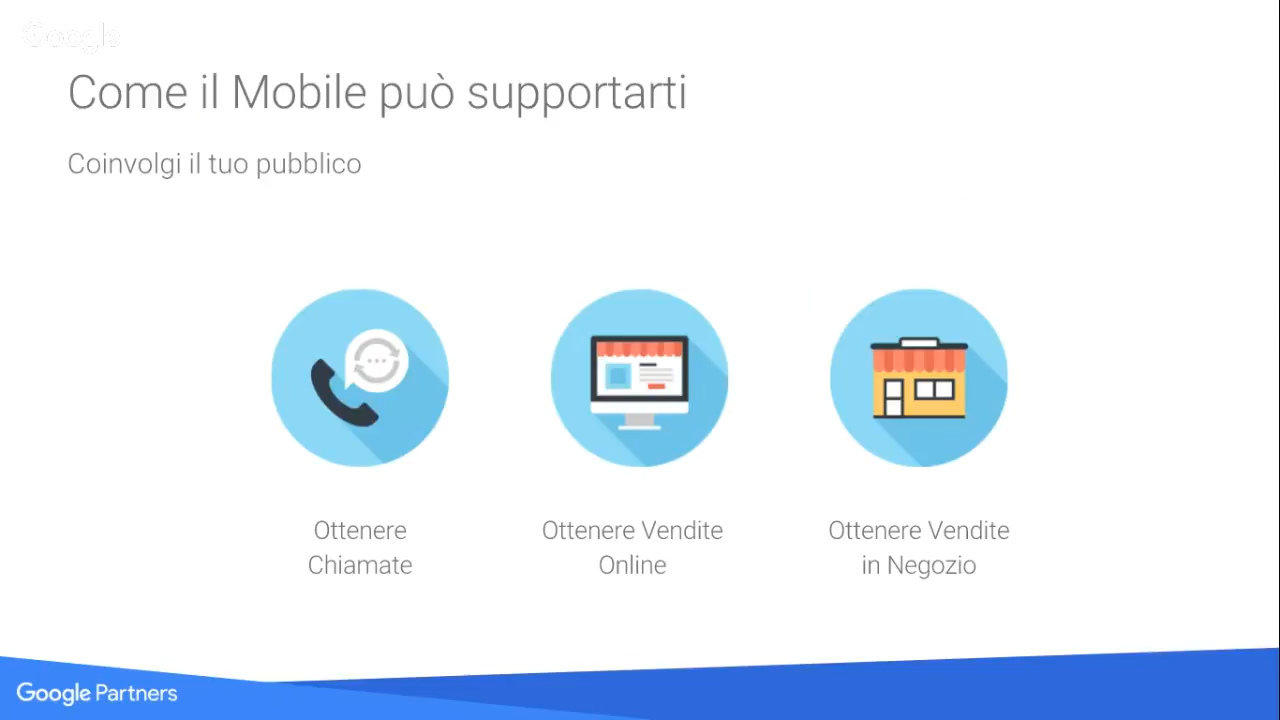 Google
Come il Mobile può supportarti
Coinvolgi il tuo pubblico
Ottenere
Chiamate
Ottenere Vendite
Online
Ottenere Vendite
in Negozio
Google Partners